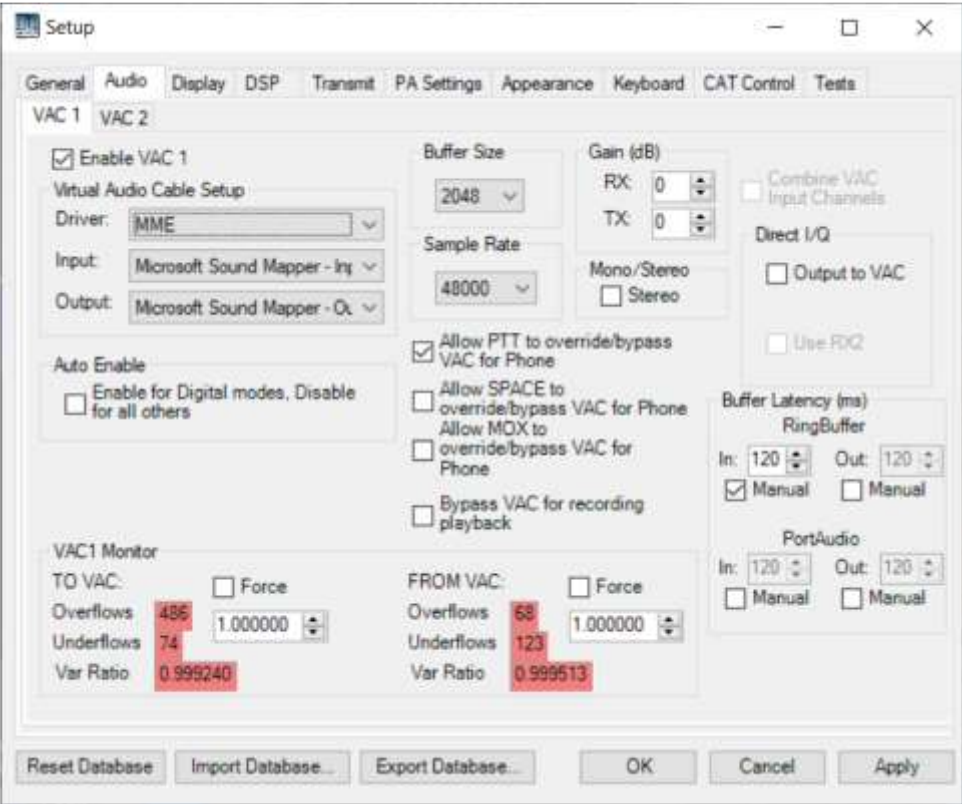 Setup
General Audio Display DSP Transmit PA Settings Appearance Keyboard CAT Control Tests
VAC 1 VAC 2
Enable VAC 1
Virtual Audio Cable Setup
Driver: MME
Input: Microsoft Sound Mapper - Inp
Output: Microsoft Sound Mapper - Ou
Auto Enable
Enable for Digital modes, Disable
for all others
Buffer Size
2048
Sample Rate
48000
Gain (dB)
RX: 0
TX: 0
Mono/Stereo
Stereo
Combine VAC
Input Channels
Direct I/Q
Output to VAC
Use RX2
Allow PTT to override/bypass
VAC for Phone
Allow SPACE to
override/bypass VAC for Phone
Allow MOX to
override/bypass VAC for
Phone
Bypass VAC for recording
playback
Buffer Latency (ms)
RingBuffer
In: 120 Out: 120
Manual Manual
PortAudio
In: 120 Out: 120
Manual Manual
VAC1 Monitor
TO VAC: Force
Overflows 486 1.000000
Underflows 74
Var Ratio 0.999240
FROM VAC: Force
Overflows 68 1.000000
Underflows 123
Var Ratio 0.999513
Reset Database Import Database... Export Database... OK Cancel Apply